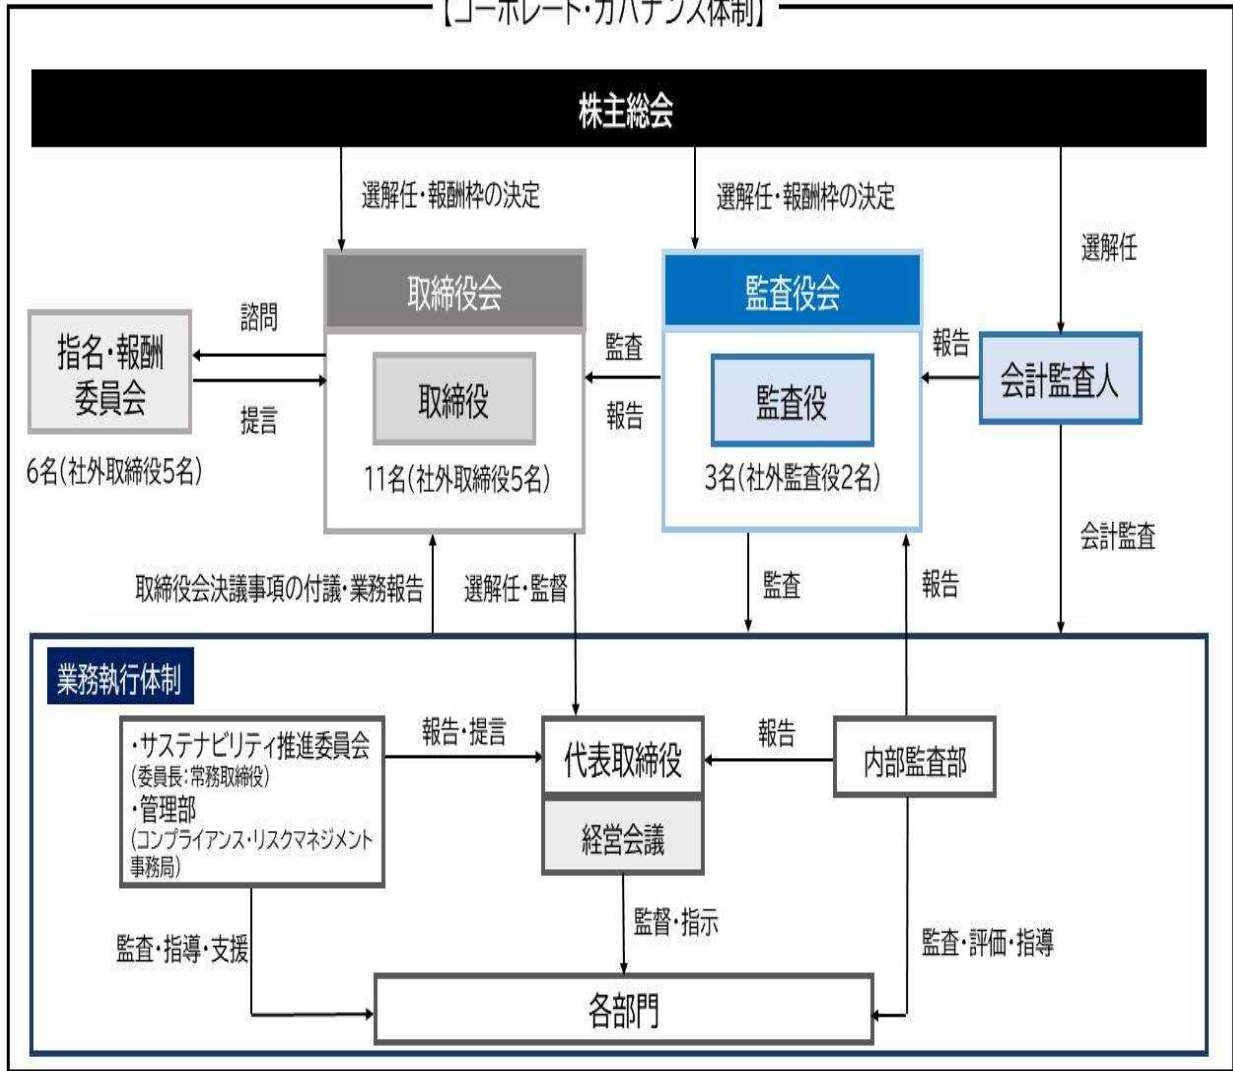 【コーポレート・ガバナンス体制】
株主総会
選解任・報酬枠の決定
選解任・報酬枠の決定
選解任
取締役会
監査役会
諮問
指名・報酬
委員会
提言
6名(社外取締役5名)
取締役
11名(社外取締役5名)
監査
報告
監査役
3名(社外監査役2名)
報告
会計監査人
会計監査
取締役会決議事項の付議・業務報告
選解任・監督
監査
報告
業務執行体制
・サステナビリティ推進委員会
(委員長:常務取締役)
・管理部
(コンプライアンス・リスクマネジメント
事務局)
報告・提言
代表取締役
経営会議
報告
内部監査部
監査・指導・支援
監督・指示
監査・評価・指導
各部門